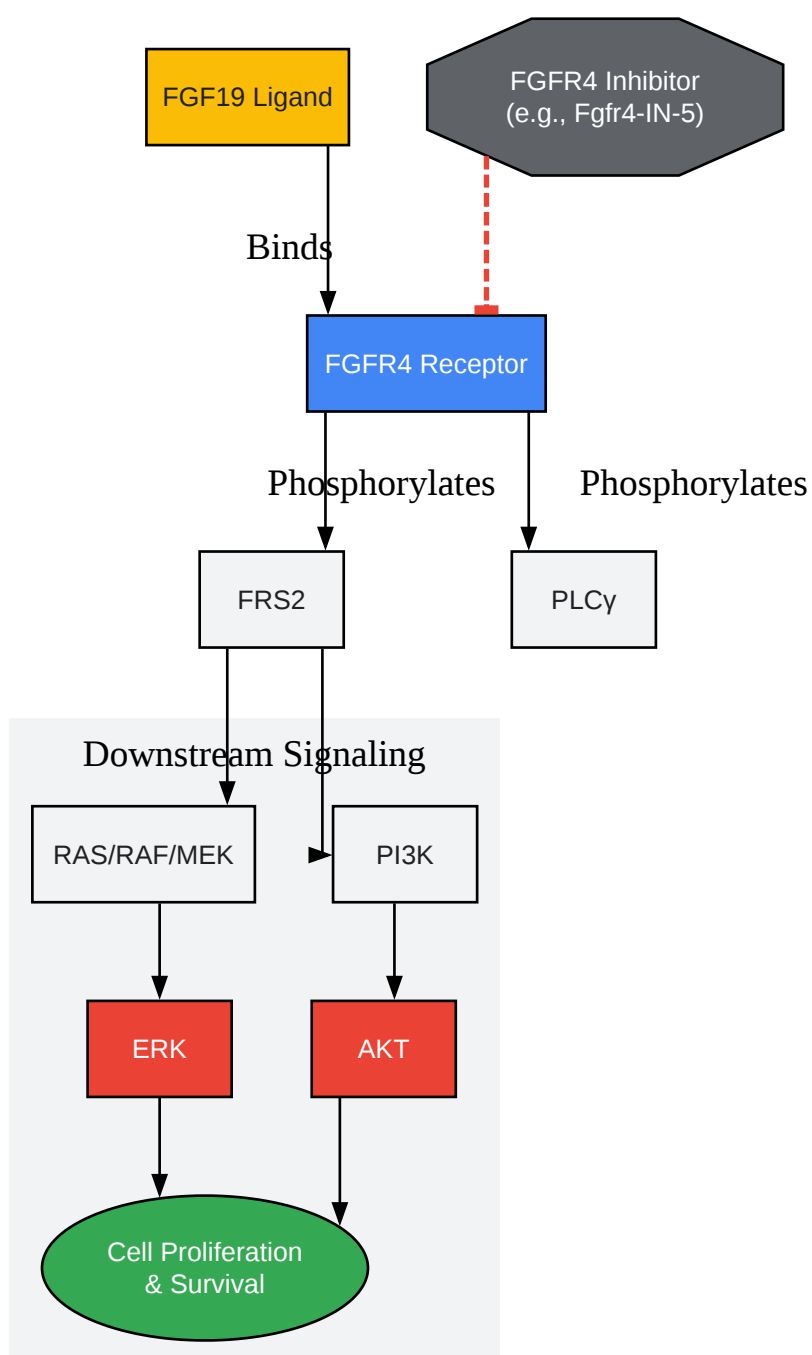 FGF19 Ligand
FGFR4 Inhibitor
(e.g., Fgfr4-IN-5)
Binds
FGFR4 Receptor
Phosphorylates
Phosphorylates
FRS2
PLCγ
Downstream Signaling
RAS/RAF/MEK
PI3K
ERK
AKT
Cell Proliferation
& Survival